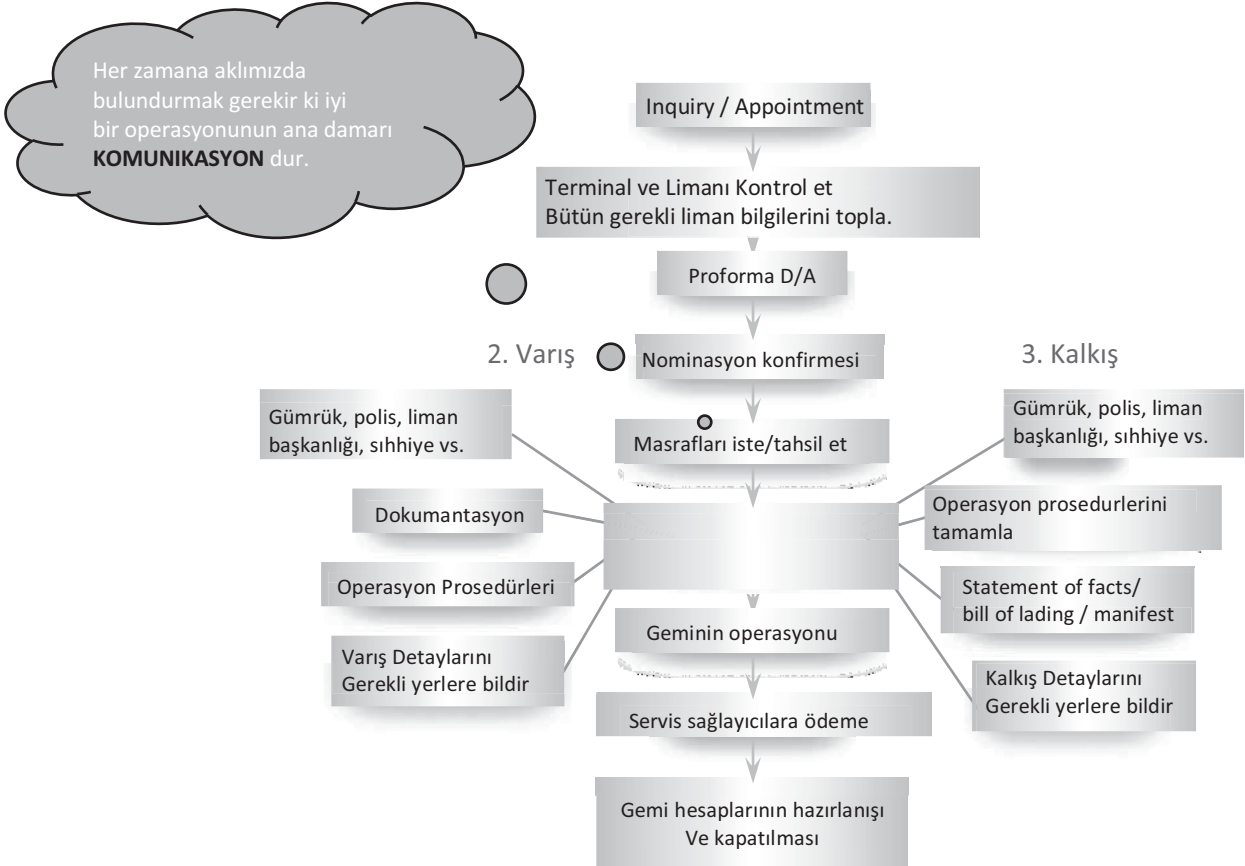 Her zamana aklımızda
bulundurmak gerekir ki iyi
bir operasyonunun ana damarı
KOMUNIKASYON dur.
Inquiry / Appointment
Terminal ve Limanı Kontrol et
Bütün gerekli liman bilgilerini topla.
Proforma D/A
2. Varış
Nominasyon konfirmesi
3. Kalkış
Gümrük, polis, liman
başkanlığı, sıhhiye vs.
Masrafları iste/tahsil et
Gümrük, polis, liman
başkanlığı, sıhhiye vs.
Dokumantasyon
Operasyon prosedurlerini
tamamla
Operasyon Prosedürleri
Statement of facts/
bill of lading / manifest
Geminin operasyonu
Varış Detaylarını
Gerekli yerlere bildir
Kalkış Detaylarını
Gerekli yerlere bildir
Servis sağlayıcılara ödeme
Gemi hesaplarının hazırlanışı
Ve kapatılması